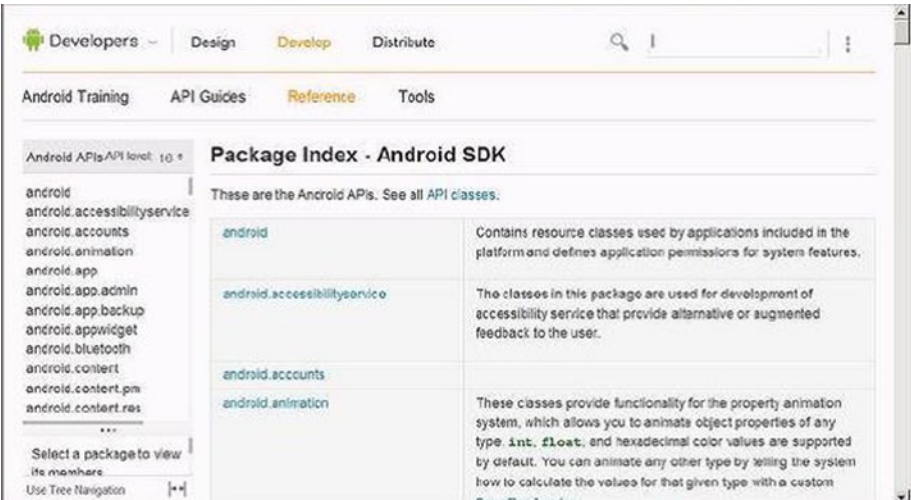 Developers
Design
Develop
Distribute
Android Training
API Guides
Reference
Tools
Android APIs API level: 16
android
android.accessibilityservice
android.accounts
android.animation
android.app
android.app.admin
android.app.backup
android.appwidget
android.bluetooth
android.content
android.content.pm
android.content.res
Select a package to view
its members
Use Tree Navigation
Package Index - Android SDK
These are the Android APIs. See all API classes.
android
Contains resource classes used by applications included in the
platform and defines application permissions for system features.
android.accessibilityservice
The classes in this package are used for development of
accessibility service that provide alternative or augmented
feedback to the user.
android.accounts
android.animation
These classes provide functionality for the property animation
system, which allows you to animate object properties of any
type. int, float, and hexadecimal color values are supported
by default. You can animate any other type by telling the system
how to calculate the values for that given type with a custom